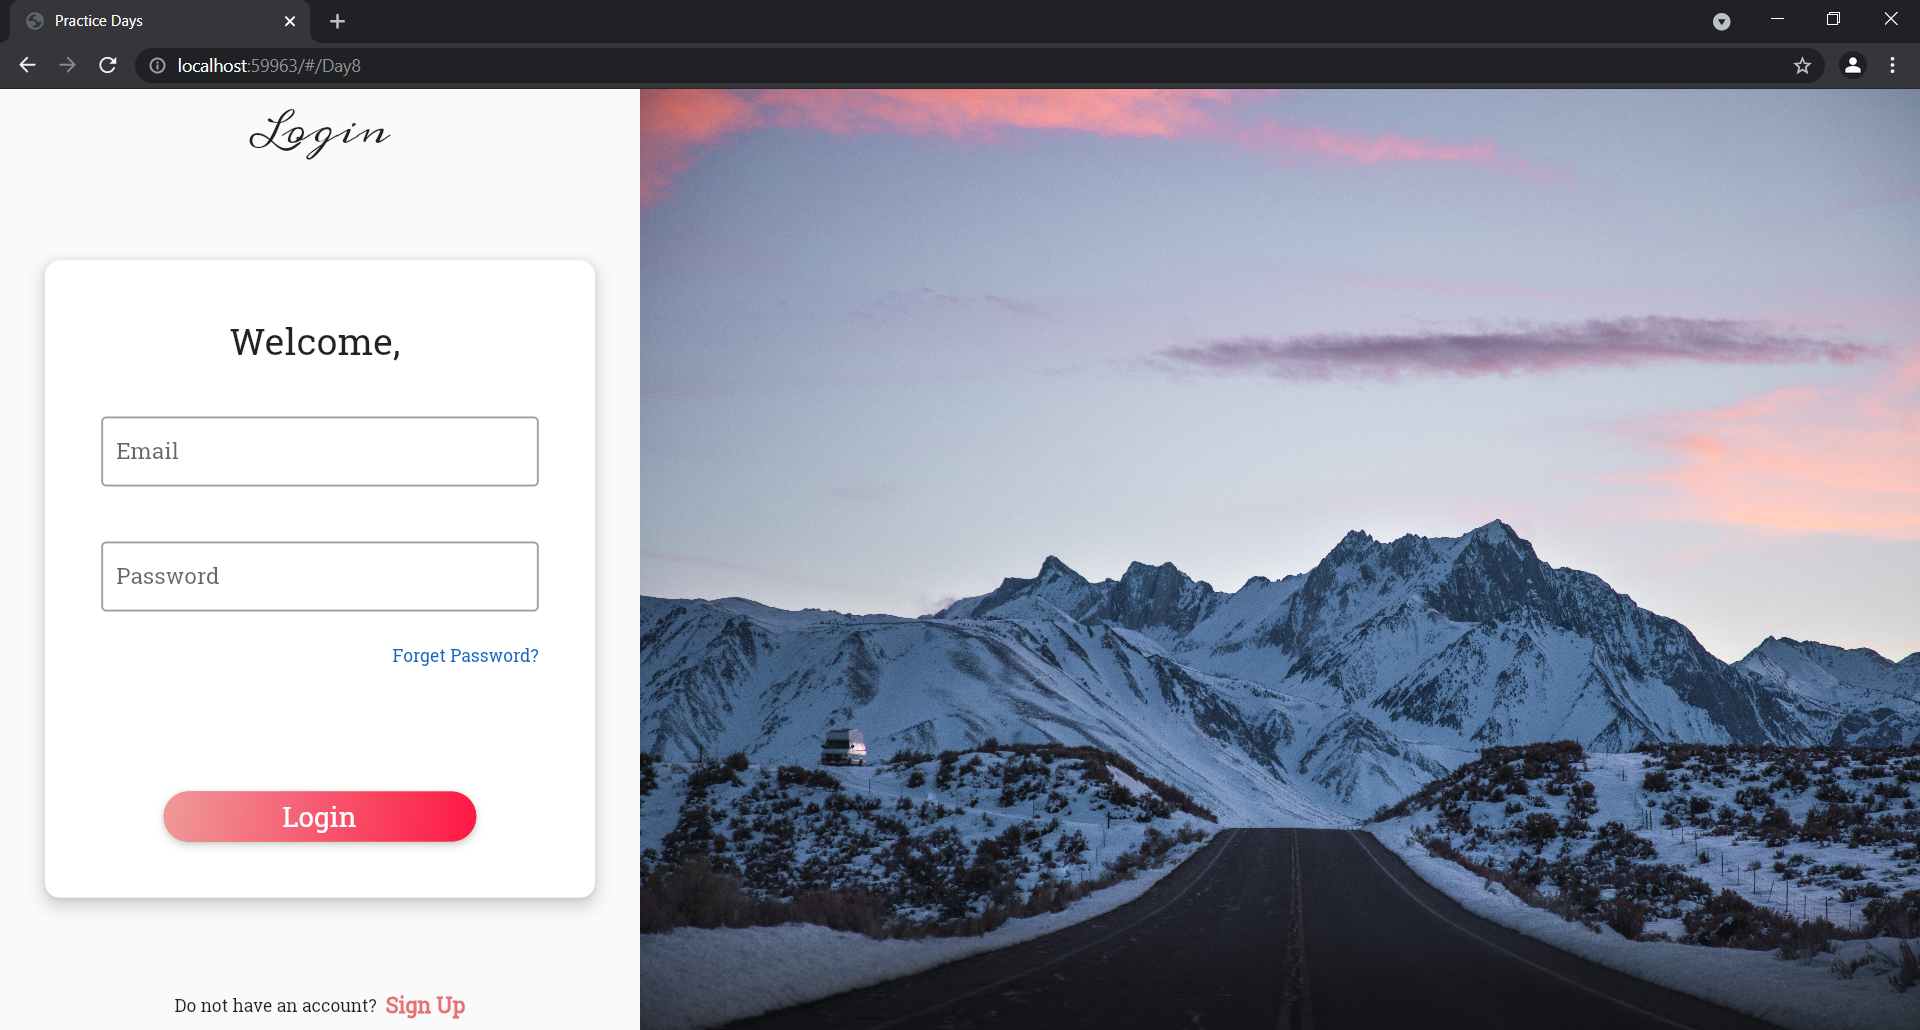 Practice Days
localhost:59963/#/Day8
Login
Welcome,
Email
Password
Forget Password?
Login
Do not have an account? Sign Up